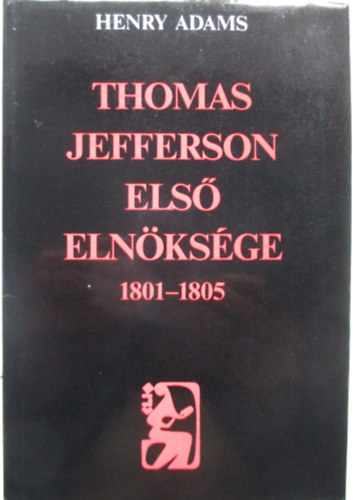 HENRY ADAMS
THOMAS
JEFFERSON
ELSŐ
ELNÖKSÉGE
1801–1805